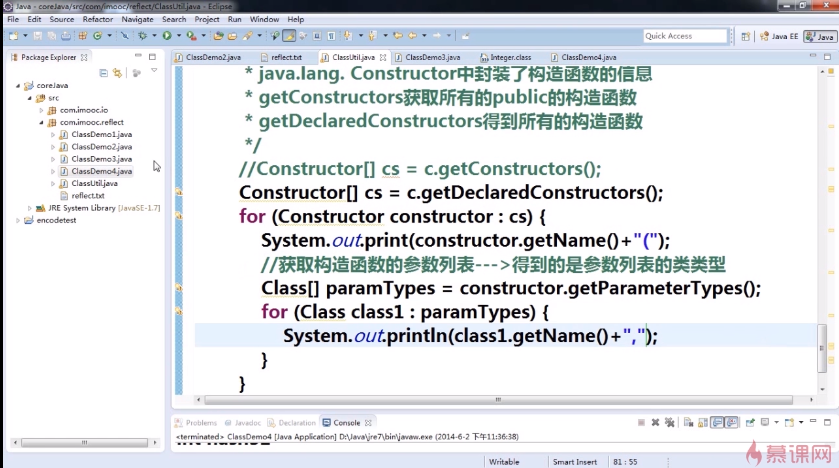 Java - coreJava/src/com/imooc/reflect/ClassUtil.java - Eclipse
File Edit Source Refactor Navigate Search Project Run Window Help
Quick Access
Java EE
Java
Package Explorer
ClassDemo2.java
reflect.txt
ClassUtil.java
ClassDemo3.java
Integer.class
ClassDemo4.java
coreJava
src
com.imooc.io
com.imooc.reflect
ClassDemo1.java
ClassDemo2.java
ClassDemo3.java
ClassDemo4.java
ClassUtil.java
reflect.txt
JRE System Library [JavaSE-1.7]
encodetest
* java.lang. Constructor中封装了构造函数的信息
* getConstructors获取所有的public的构造函数
* getDeclaredConstructors得到所有的构造函数
*/
//Constructor[] cs = c.getConstructors();
Constructor[] cs = c.getDeclaredConstructors();
for (Constructor constructor : cs) {
System.out.print(constructor.getName()+"(");
//获取构造函数的参数列表--->得到的是参数列表的类类型
Class[] paramTypes = constructor.getParameterTypes();
for (Class class1 : paramTypes) {
System.out.println(class1.getName()+",");
}
}
Problems
Javadoc
Declaration
Console
<terminated> ClassDemo4 [Java Application] D:\Java\jre7\bin\javaw.exe (2014-6-2 下午11:36:38)
Writable
Smart Insert
81 : 55
慕课网